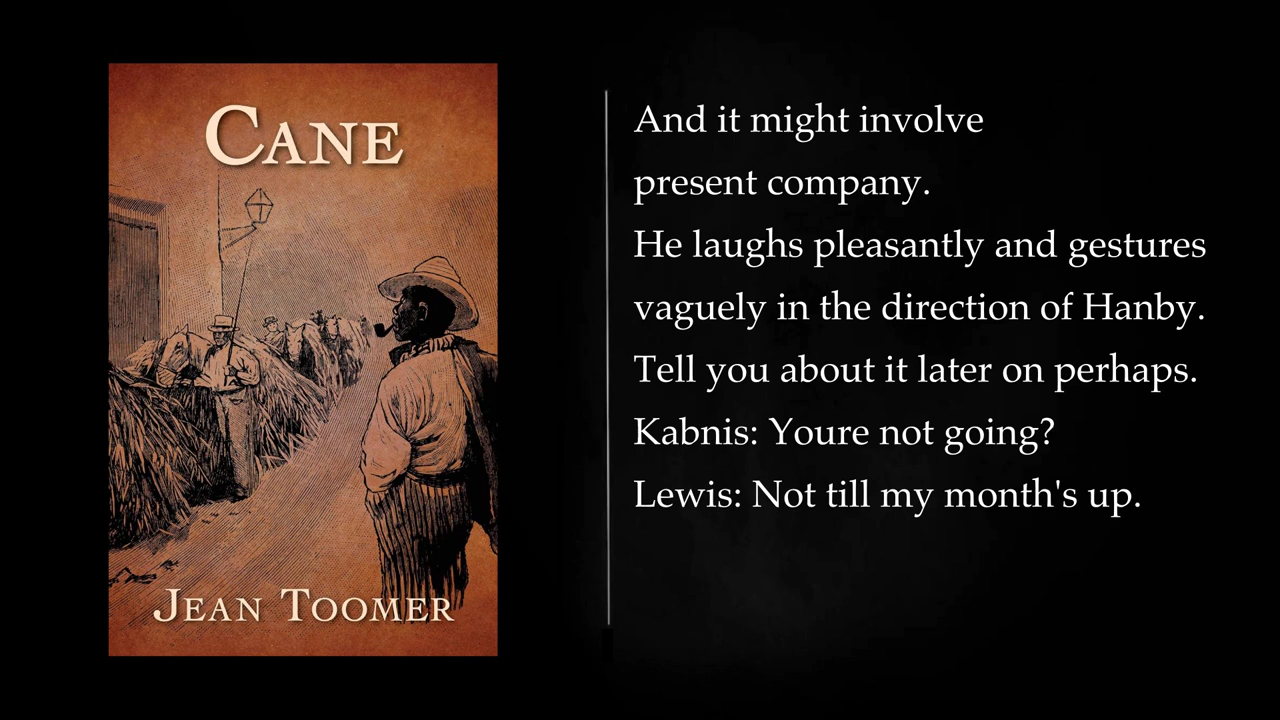 CANE
JEAN TOOMER
And it might involve
present company.
He laughs pleasantly and gestures
vaguely in the direction of Hanby.
Tell you about it later on perhaps.
Kabnis: Youre not going?
Lewis: Not till my month's up.